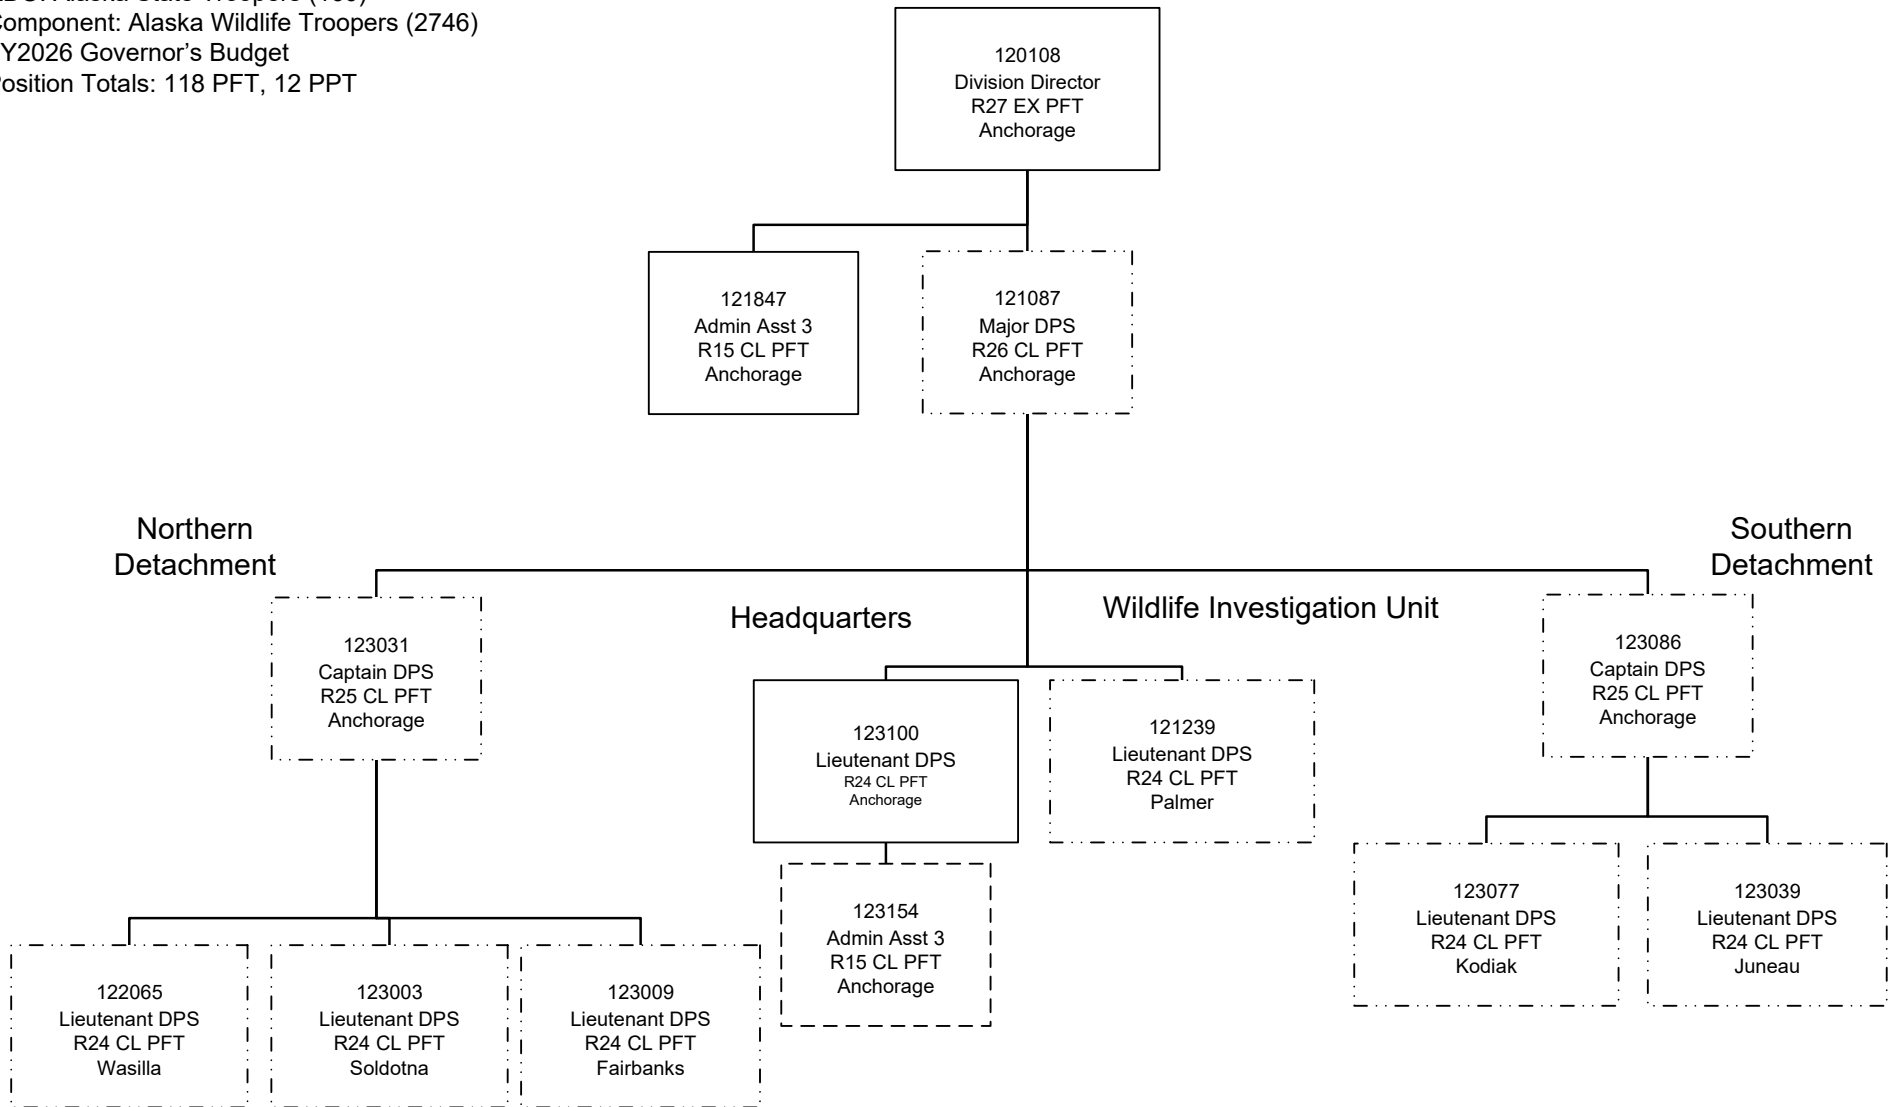 Alaska State Troopers
Component: Alaska Wildlife Troopers (2746)
Y2026 Governor's Budget
Position Totals: 118 PFT, 12 PPT
120108
Division Director
R27 EX PFT
Anchorage
121847
Admin Asst 3
R15 CL PFT
Anchorage
121087
Major DPS
R26 CL PFT
Anchorage
Northern
Detachment
Southern
Detachment
Headquarters
Wildlife Investigation Unit
123031
Captain DPS
R25 CL PFT
Anchorage
123086
Captain DPS
R25 CL PFT
Anchorage
123100
Lieutenant DPS
R24 CL PFT
Anchorage
121239
Lieutenant DPS
R24 CL PFT
Palmer
123154
Admin Asst 3
R15 CL PFT
Anchorage
123077
Lieutenant DPS
R24 CL PFT
Kodiak
123039
Lieutenant DPS
R24 CL PFT
Juneau
122065
Lieutenant DPS
R24 CL PFT
Wasilla
123003
Lieutenant DPS
R24 CL PFT
Soldotna
123009
Lieutenant DPS
R24 CL PFT
Fairbanks